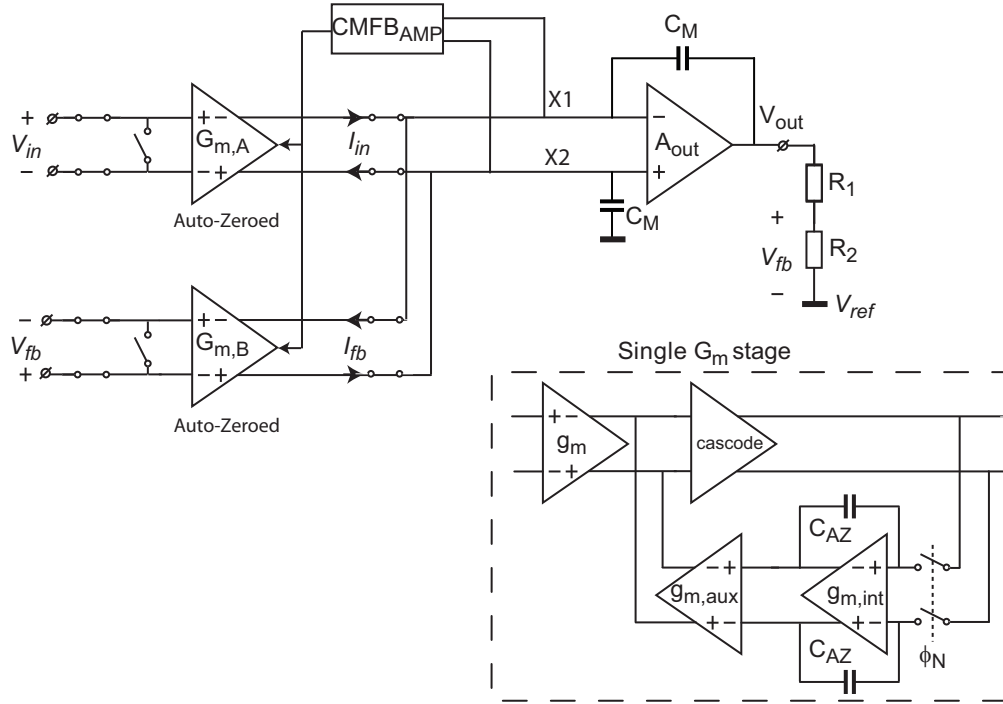 CMFB_AMP
C_M
X1
V_out
+
V_in
−
+ −
G_m,A
− +
I_in
X2
−
A_out
+
R_1
Auto-Zeroed
C_M
+
V_fb
−
R_2
V_ref
−
V_fb
+
+ −
G_m,B
− +
I_fb
Auto-Zeroed
Single G_m stage
+ −
g_m
− +
cascode
C_AZ
− +
g_m,aux
+ −
− +
g_m,int
+ −
C_AZ
ϕ_N